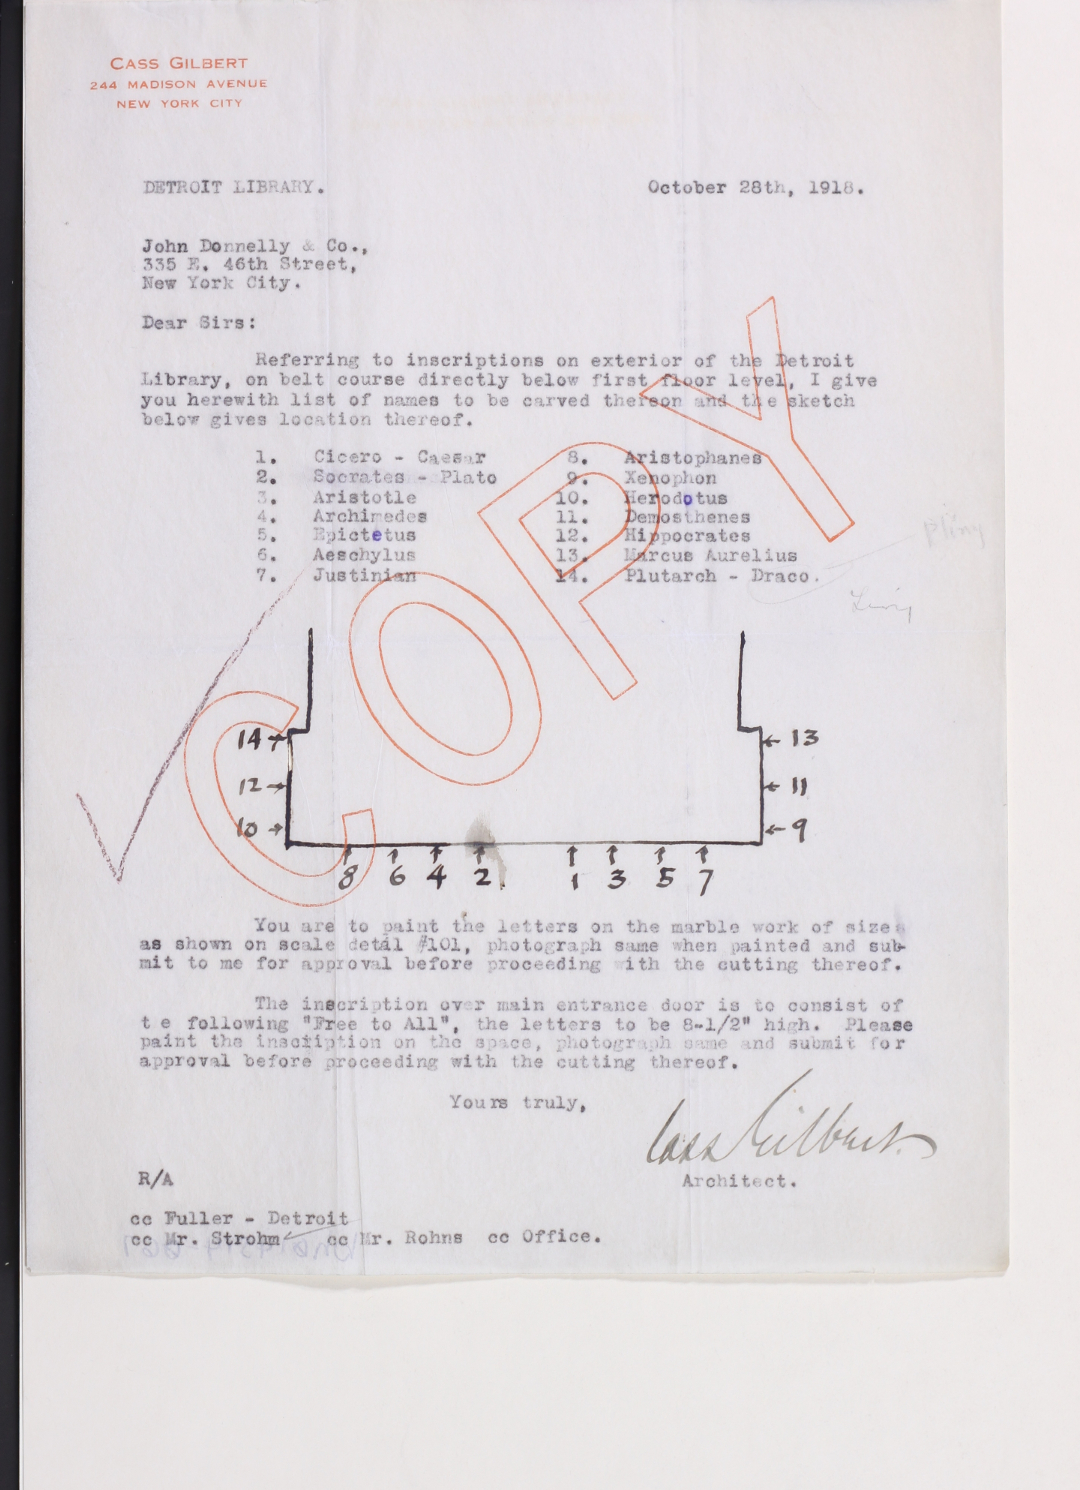 CASS GILBERT
244 MADISON AVENUE
NEW YORK CITY
DETROIT LIBRARY.
October 28th, 1918.
John Donnelly & Co.,
335 E. 46th Street,
New York City.
Dear Sirs:
Referring to inscriptions on exterior of the Detroit
Library, on belt course directly below first floor level, I give
you herewith list of names to be carved thereon and the sketch
below gives location thereof.
1. Cicero - Caesar 8. Aristophanes
2. Socrates - Plato 9. Xenophon
3. Aristotle 10. Herodotus
4. Archimedes 11. Demosthenes
5. Epictetus 12. Hippocrates
6. Aeschylus 13. Marcus Aurelius
7. Justinian 14. Plutarch - Draco.
Pliny
COPY
14 13
12 11
10 9
8 6 4 2 1 3 5 7
You are to paint the letters on the marble work of sizes
as shown on scale detail #101, photograph same when painted and sub-
mit to me for approval before proceeding with the cutting thereof.
The inscription over main entrance door is to consist of
t e following "Free to All", the letters to be 8-1/2" high. Please
paint the insciiption on the space, photograph same and submit for
approval before proceeding with the cutting thereof.
Yours truly,
Cass Gilbert.
Architect.
R/A
cc Fuller - Detroit
cc Mr. Strohm cc Mr. Rohns cc Office.